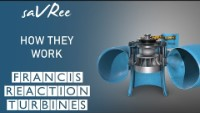 saVRee
HOW THEY
WORK
FRANCIS
REACTION
TURBINES